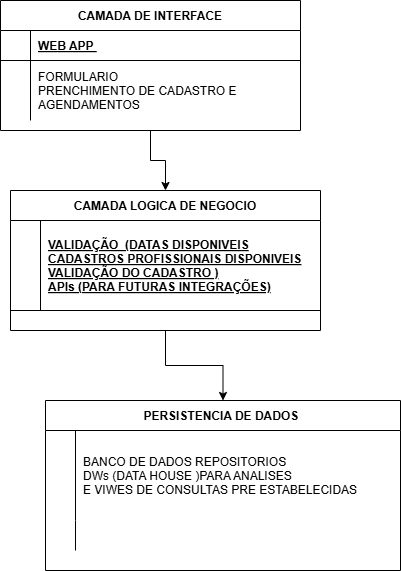 CAMADA DE INTERFACE
WEB APP
FORMULARIO
PRENCHIMENTO DE CADASTRO E
AGENDAMENTOS
CAMADA LOGICA DE NEGOCIO
VALIDAÇÃO (DATAS DISPONIVEIS
CADASTROS PROFISSIONAIS DISPONIVEIS
VALIDAÇÃO DO CADASTRO )
APIs (PARA FUTURAS INTEGRAÇÕES)
PERSISTENCIA DE DADOS
BANCO DE DADOS REPOSITORIOS
DWs (DATA HOUSE )PARA ANALISES
E VIWES DE CONSULTAS PRE ESTABELECIDAS